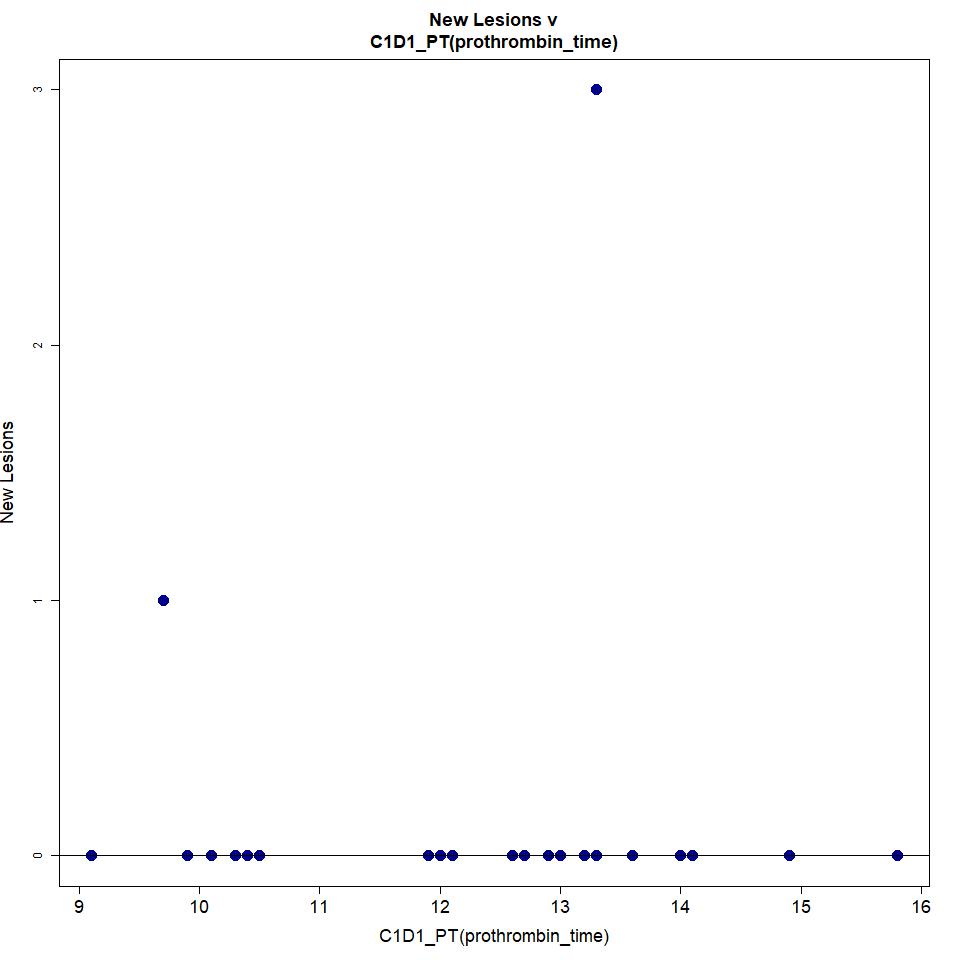 New Lesions v
C1D1_PT(prothrombin_time)
3
2
1
0
New Lesions
9 10 11 12 13 14 15 16
C1D1_PT(prothrombin_time)